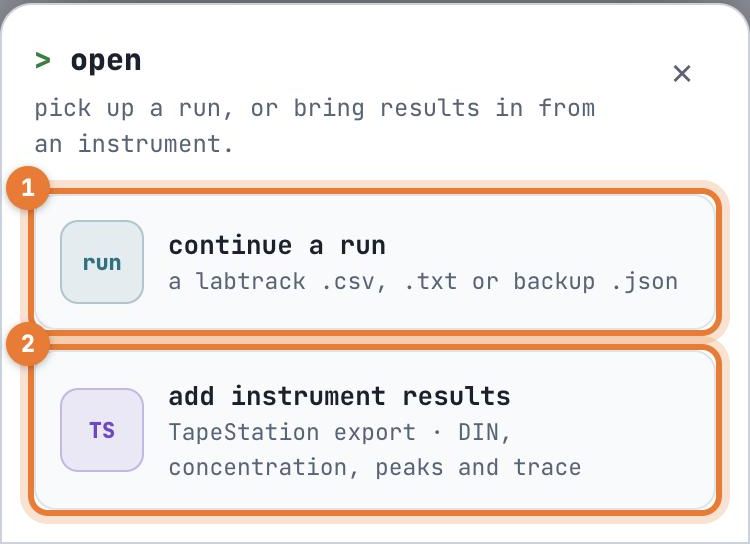 > open
pick up a run, or bring results in from
an instrument.
1
run
continue a run
a labtrack .csv, .txt or backup .json
2
TS
add instrument results
TapeStation export · DIN,
concentration, peaks and trace